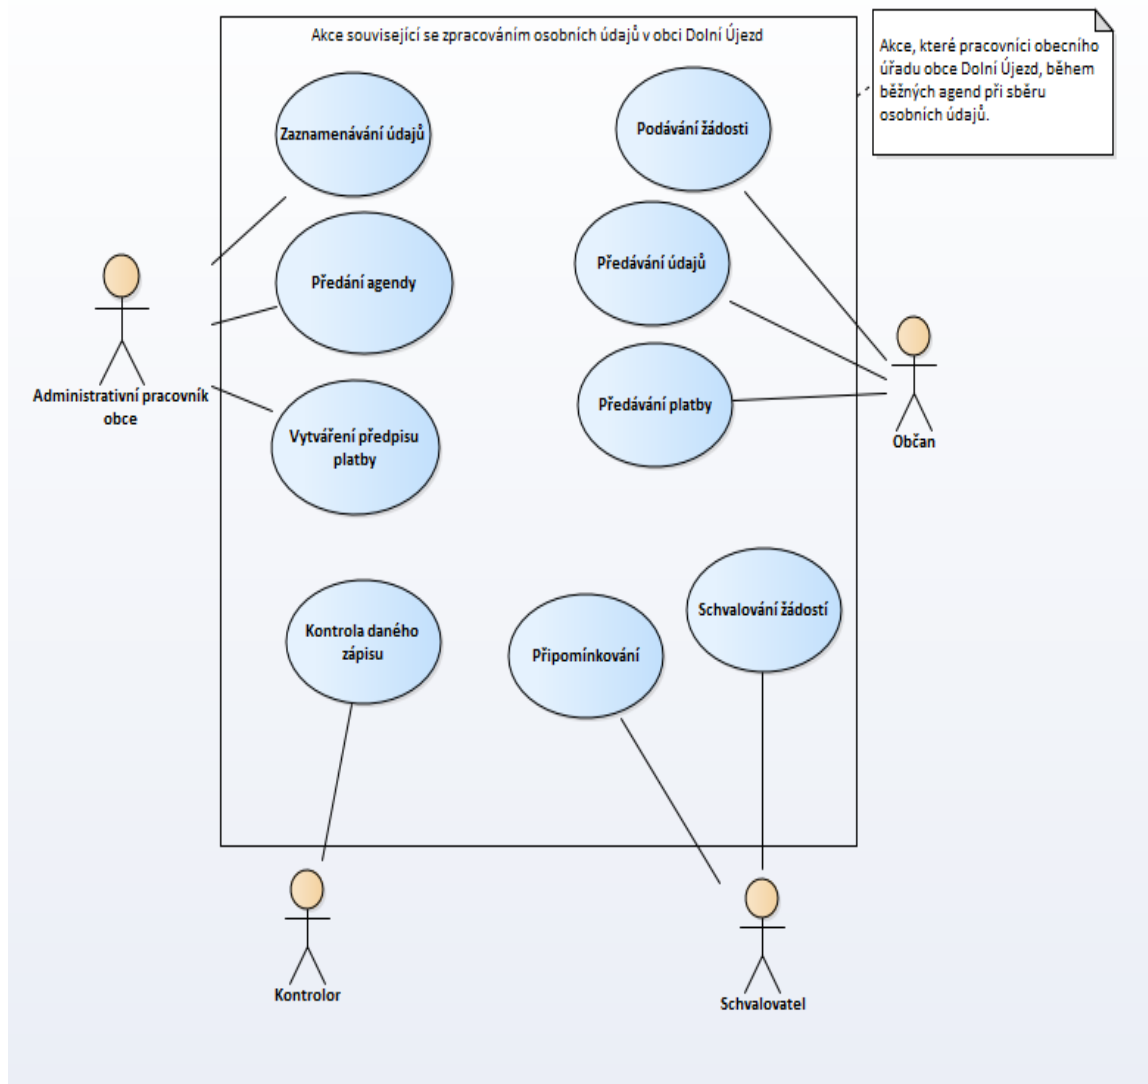 Akce související se zpracováním osobních údajů v obci Dolní Újezd
Akce, které pracovníci obecního
úřadu obce Dolní Újezd, během
běžných agend při sběru
osobních údajů.
Zaznamenávání údajů
Podávání žádosti
Předání agendy
Předávání údajů
Administrativní pracovník
obce
Předávání platby
Občan
Vytváření předpisu
platby
Kontrola daného
zápisu
Připomínkování
Schvalování žádostí
Kontrolor
Schvalovatel